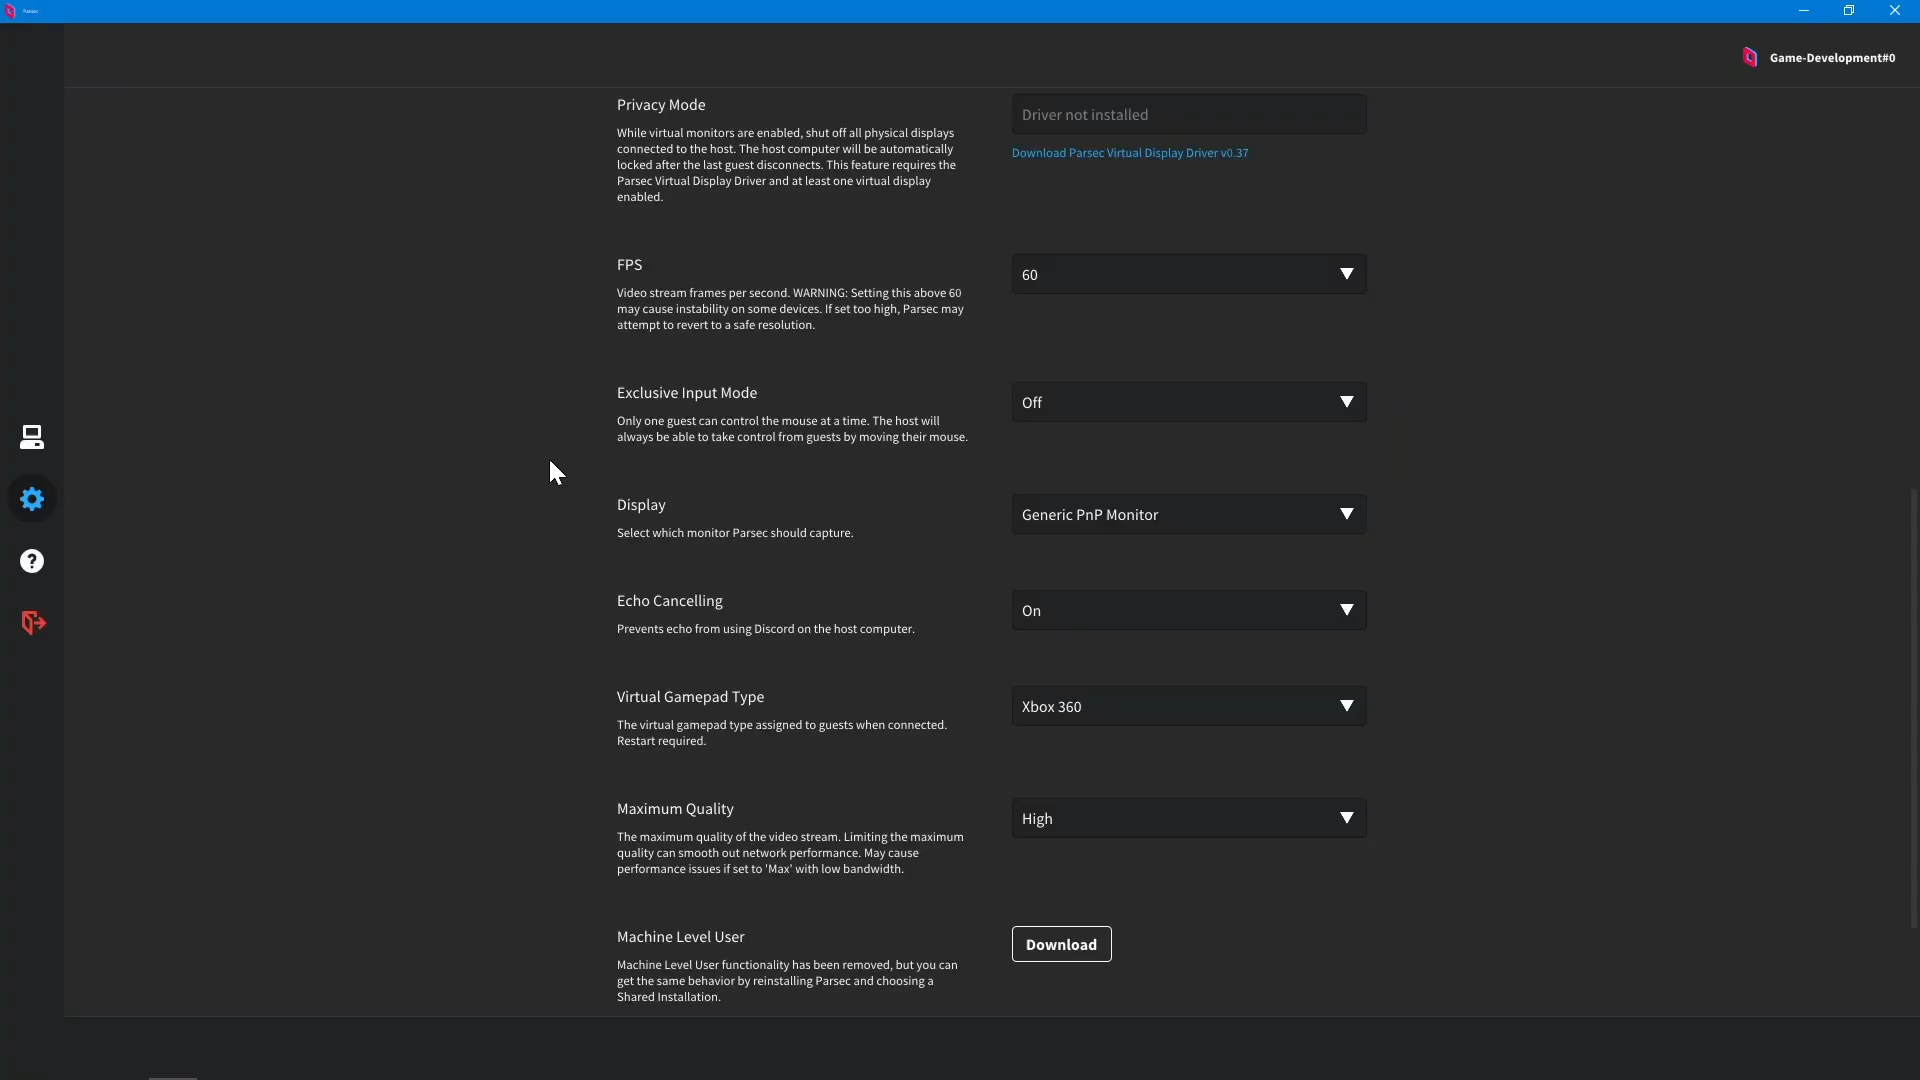 Parsec
Game-Development#0
Privacy Mode
Driver not installed
While virtual monitors are enabled, shut off all physical displays
connected to the host. The host computer will be automatically
locked after the last guest disconnects. This feature requires the
Parsec Virtual Display Driver and at least one virtual display
enabled.
Download Parsec Virtual Display Driver v0.37
FPS
60
Video stream frames per second. WARNING: Setting this above 60
may cause instability on some devices. If set too high, Parsec may
attempt to revert to a safe resolution.
Exclusive Input Mode
Off
Only one guest can control the mouse at a time. The host will
always be able to take control from guests by moving their mouse.
Display
Generic PnP Monitor
Select which monitor Parsec should capture.
Echo Cancelling
On
Prevents echo from using Discord on the host computer.
Virtual Gamepad Type
Xbox 360
The virtual gamepad type assigned to guests when connected.
Restart required.
Maximum Quality
High
The maximum quality of the video stream. Limiting the maximum
quality can smooth out network performance. May cause
performance issues if set to 'Max' with low bandwidth.
Machine Level User
Download
Machine Level User functionality has been removed, but you can
get the same behavior by reinstalling Parsec and choosing a
Shared Installation.